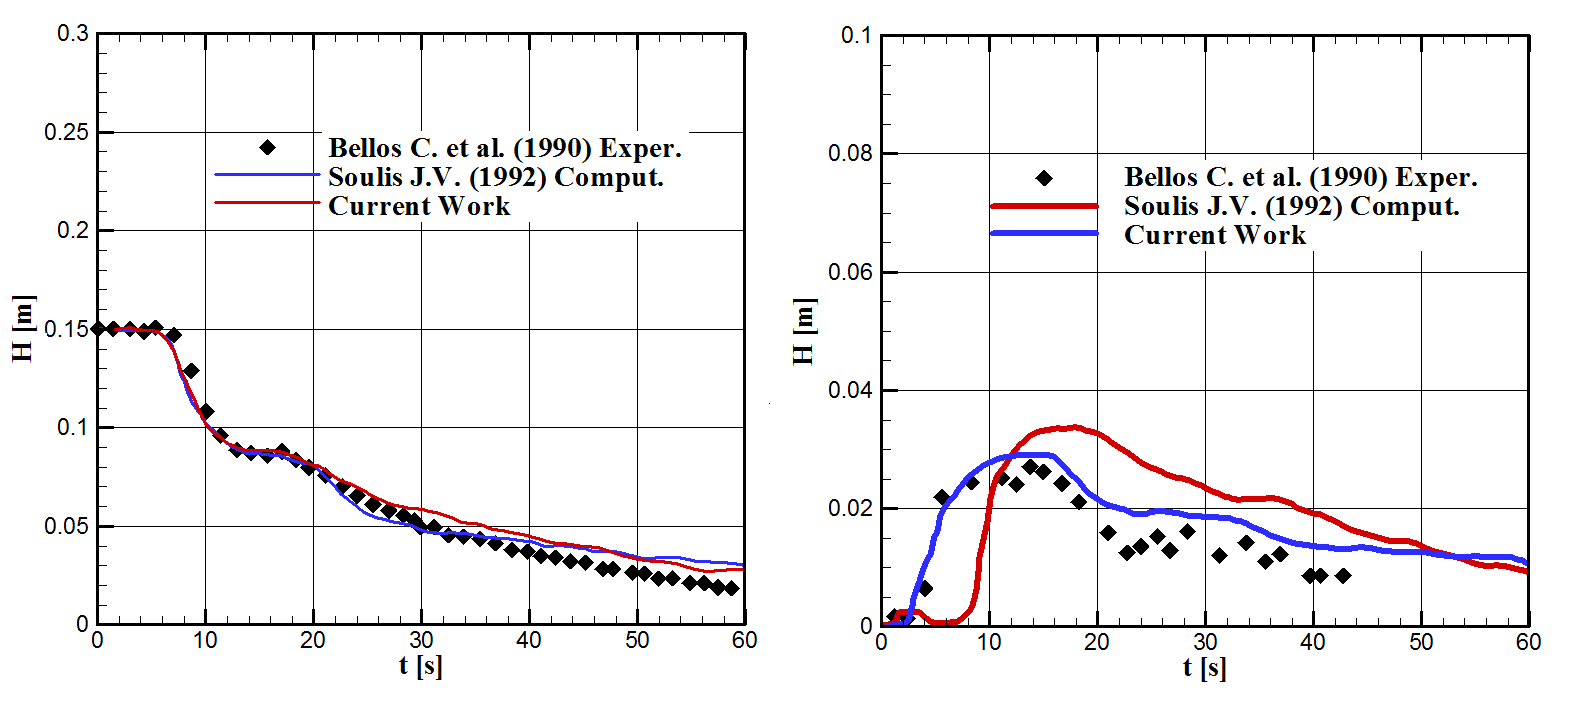 0.3
0.25
0.2
0.15
0.1
0.05
0
H [m]
Bellos C. et al. (1990) Exper.
Soulis J.V. (1992) Comput.
Current Work
0 10 20 30 40 50 60
t [s]
0.1
0.08
0.06
0.04
0.02
0
H [m]
Bellos C. et al. (1990) Exper.
Soulis J.V. (1992) Comput.
Current Work
0 10 20 30 40 50 60
t [s]